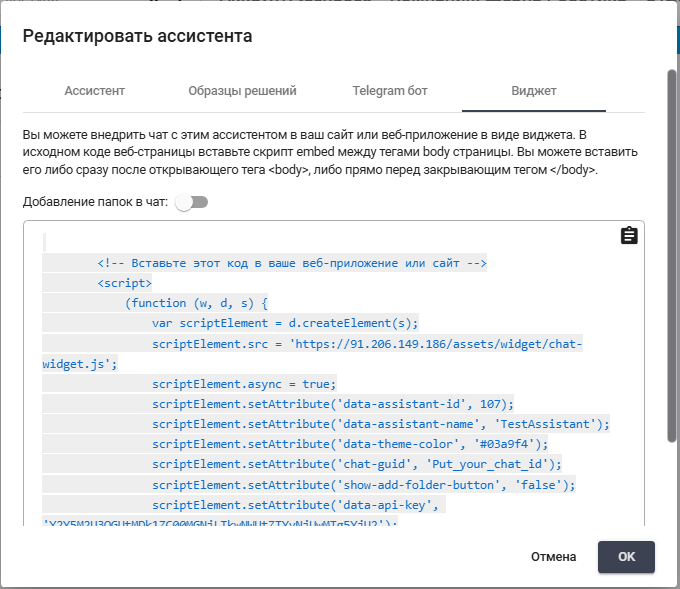 Редактировать ассистента
Ассистент Образцы решений Telegram бот Виджет
Вы можете внедрить чат с этим ассистентом в ваш сайт или веб-приложение в виде виджета. В
исходном коде веб-страницы вставьте скрипт embed между тегами body страницы. Вы можете вставить
его либо сразу после открывающего тега <body>, либо прямо перед закрывающим тегом </body>.
Добавление папок в чат:
<!-- Вставьте этот код в ваше веб-приложение или сайт -->
<script>
(function (w, d, s) {
var scriptElement = d.createElement(s);
scriptElement.src = 'https://91.206.149.186/assets/widget/chat-
widget.js';
scriptElement.async = true;
scriptElement.setAttribute('data-assistant-id', 107);
scriptElement.setAttribute('data-assistant-name', 'TestAssistant');
scriptElement.setAttribute('data-theme-color', '#03a9f4');
scriptElement.setAttribute('chat-guid', 'Put_your_chat_id');
scriptElement.setAttribute('show-add-folder-button', 'false');
scriptElement.setAttribute('data-api-key',
Отмена OK